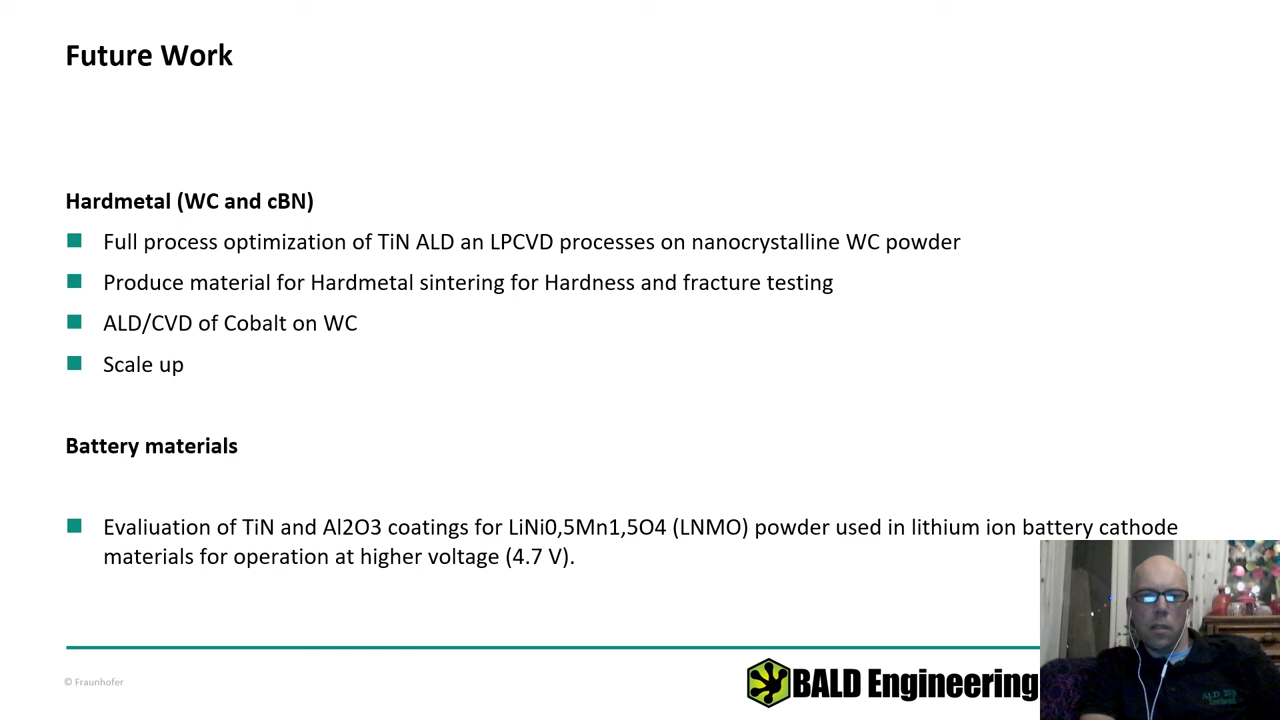 Future Work
Hardmetal (WC and cBN)
Full process optimization of TiN ALD an LPCVD processes on nanocrystalline WC powder
Produce material for Hardmetal sintering for Hardness and fracture testing
ALD/CVD of Cobalt on WC
Scale up
Battery materials
Evaliuation of TiN and Al2O3 coatings for LiNi0,5Mn1,5O4 (LNMO) powder used in lithium ion battery cathode
materials for operation at higher voltage (4.7 V).
© Fraunhofer
BALD Engineering
ALD